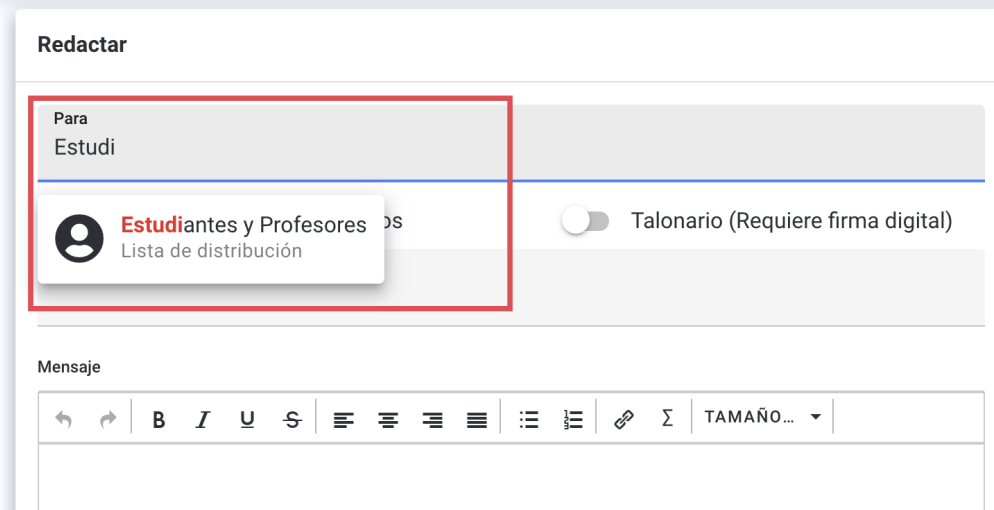 Redactar
Para
Estudi
Estudiantes y Profesores
Lista de distribución
os
Talonario (Requiere firma digital)
Mensaje
B I U S Σ TAMAÑO...